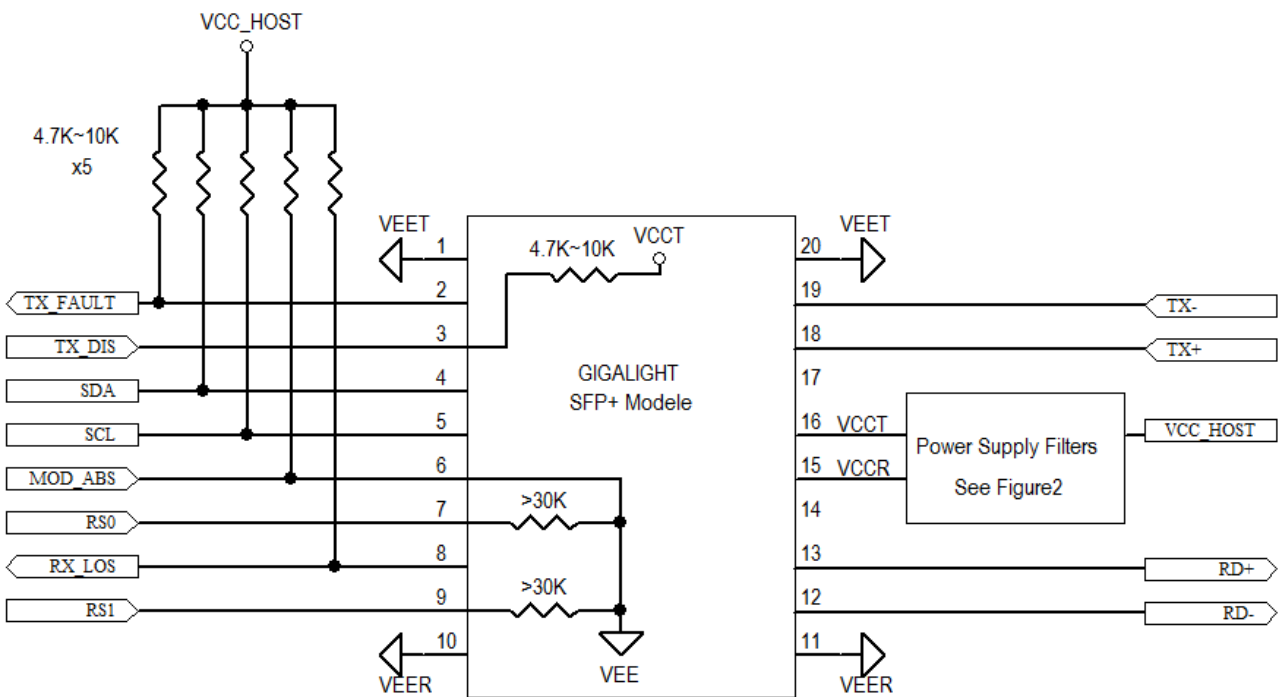 VCC_HOST
4.7K~10K
x5
VEET
1
4.7K~10K
VCCT
20
VEET
TX_FAULT
2
19
TX-
TX_DIS
3
18
TX+
SDA
4
GIGALIGHT
SFP+ Modele
17
SCL
5
16
VCCT
Power Supply Filters
See Figure2
VCC_HOST
MOD_ABS
6
15
VCCR
RS0
7
>30K
14
RX_LOS
8
13
RD+
RS1
9
>30K
12
RD-
10
VEER
VEE
11
VEER